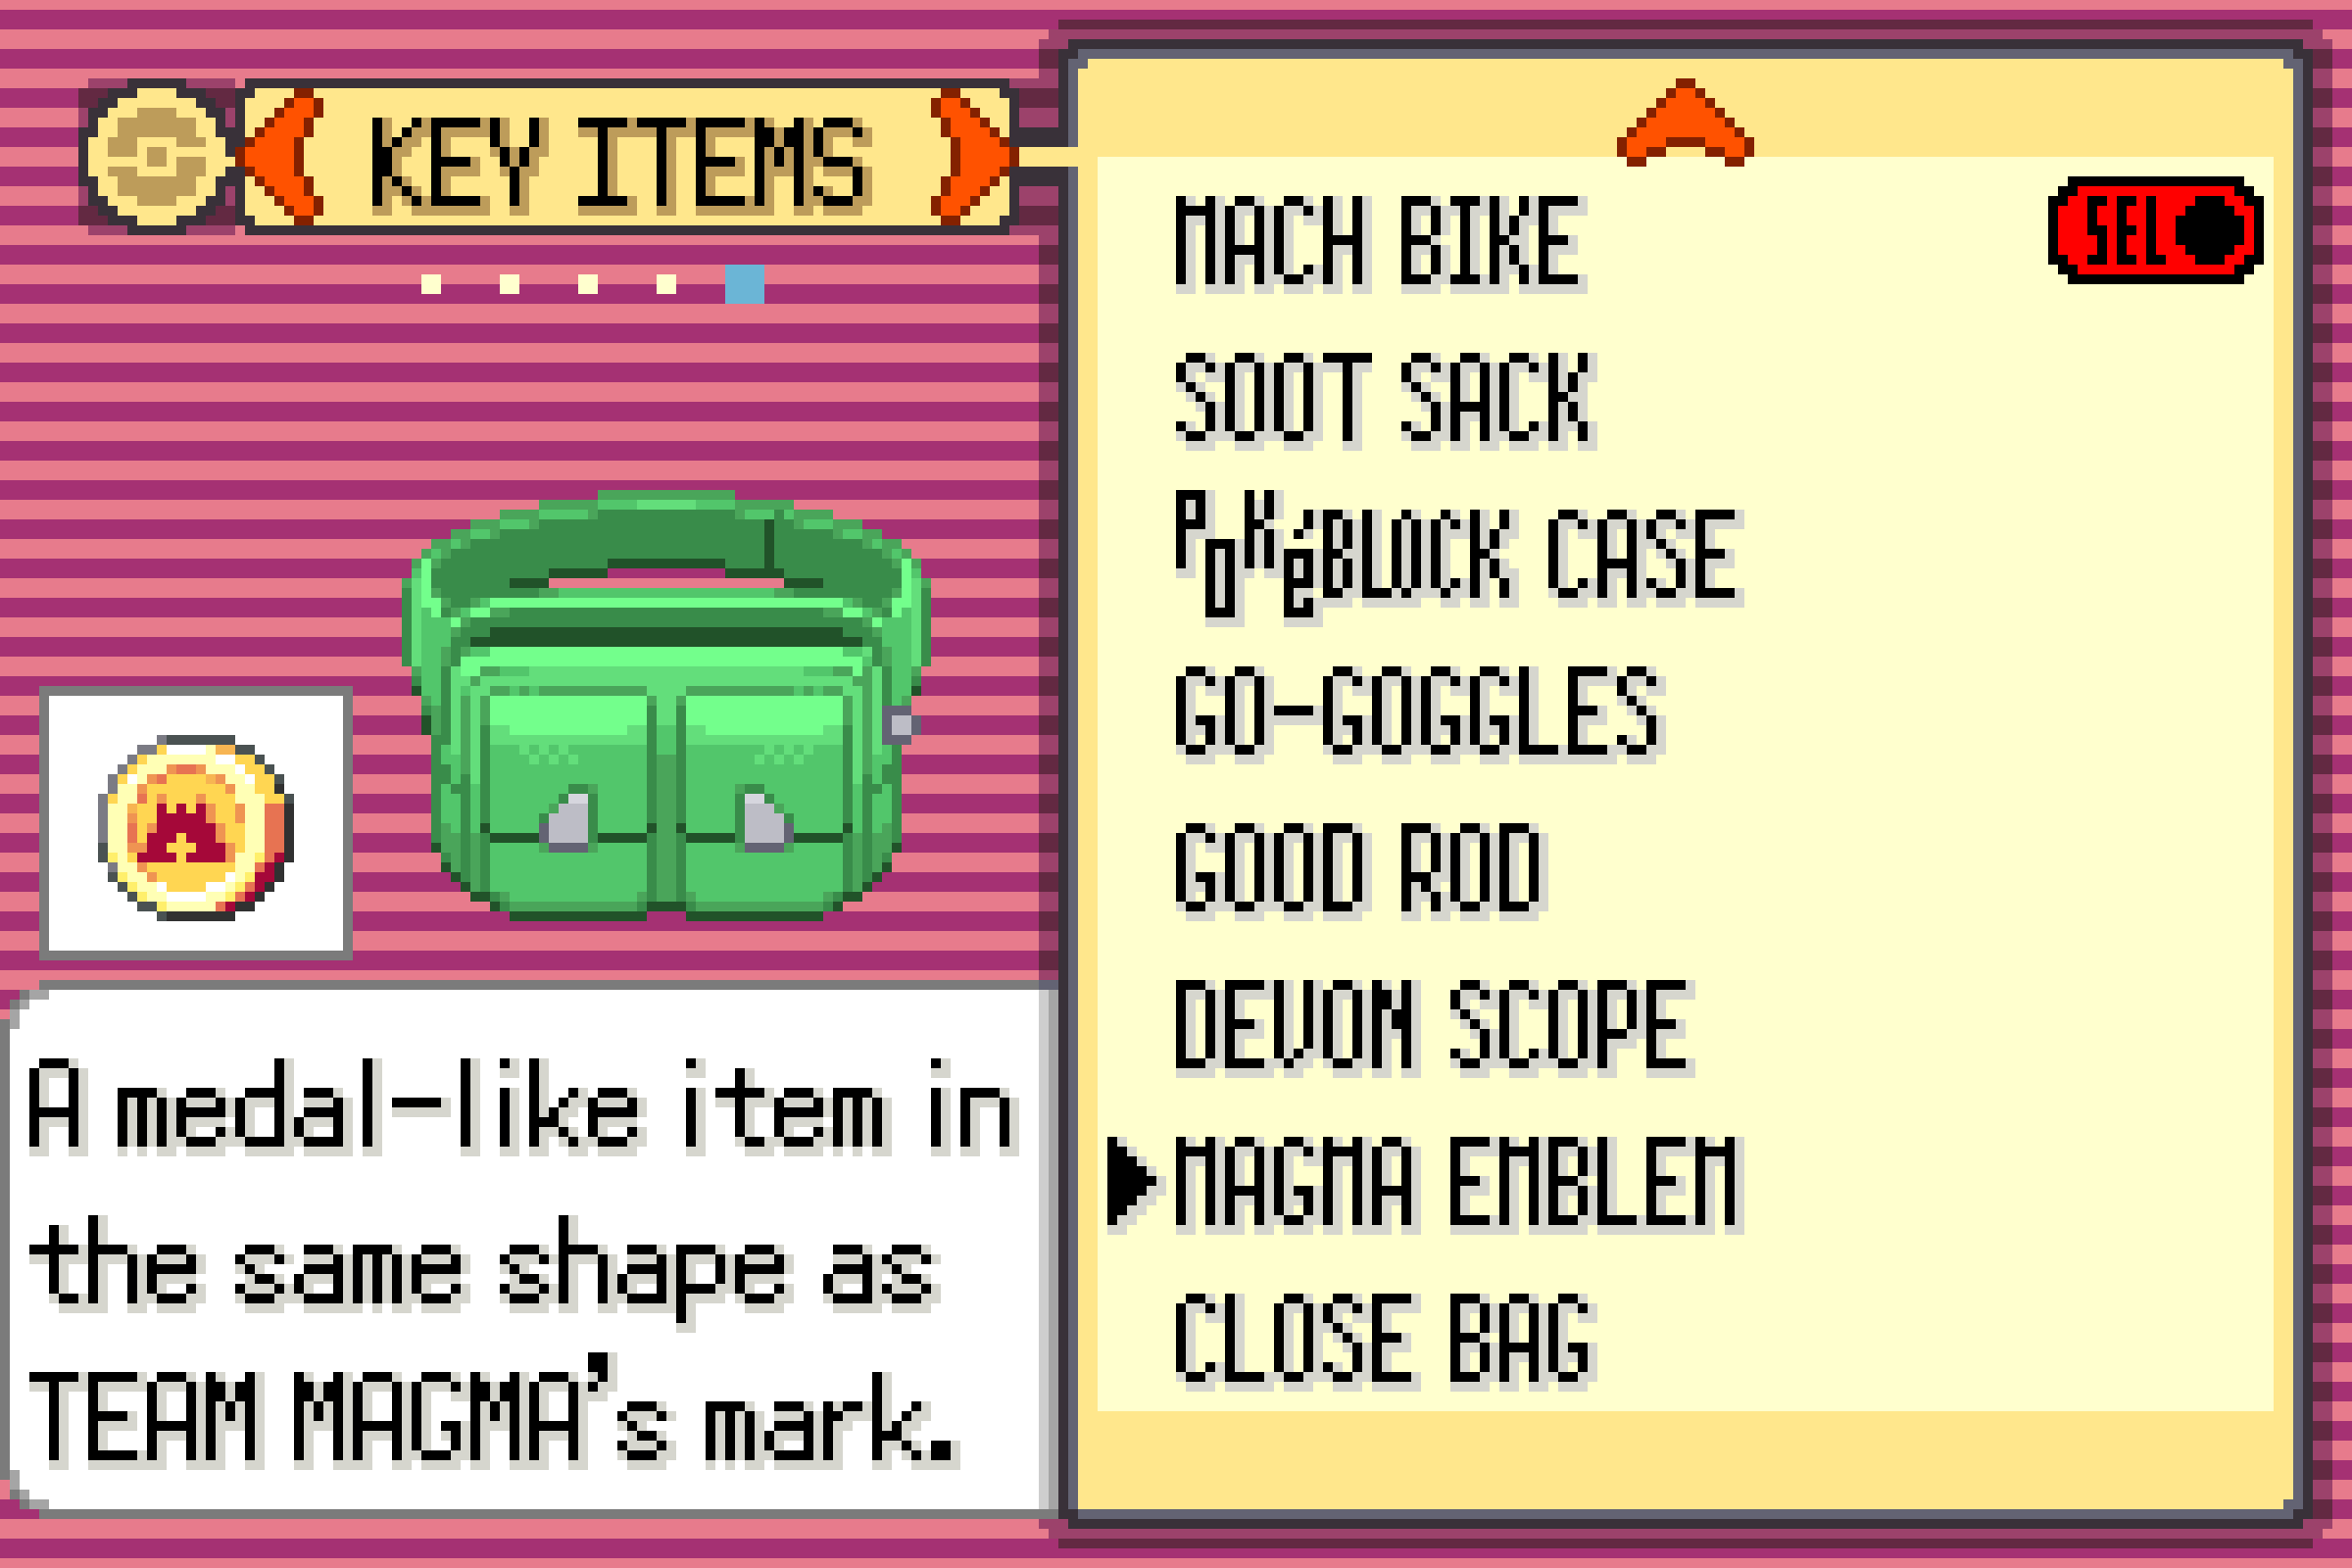 KEY ITEMS
MACH BIKE
SEL
SOOT SACK
POKéBLOCK CASE
GO-GOGGLES
GOOD ROD
DEVON SCOPE
MAGMA EMBLEM
CLOSE BAG
A medal-like item in
the same shape as
TEAM MAGMA's mark.